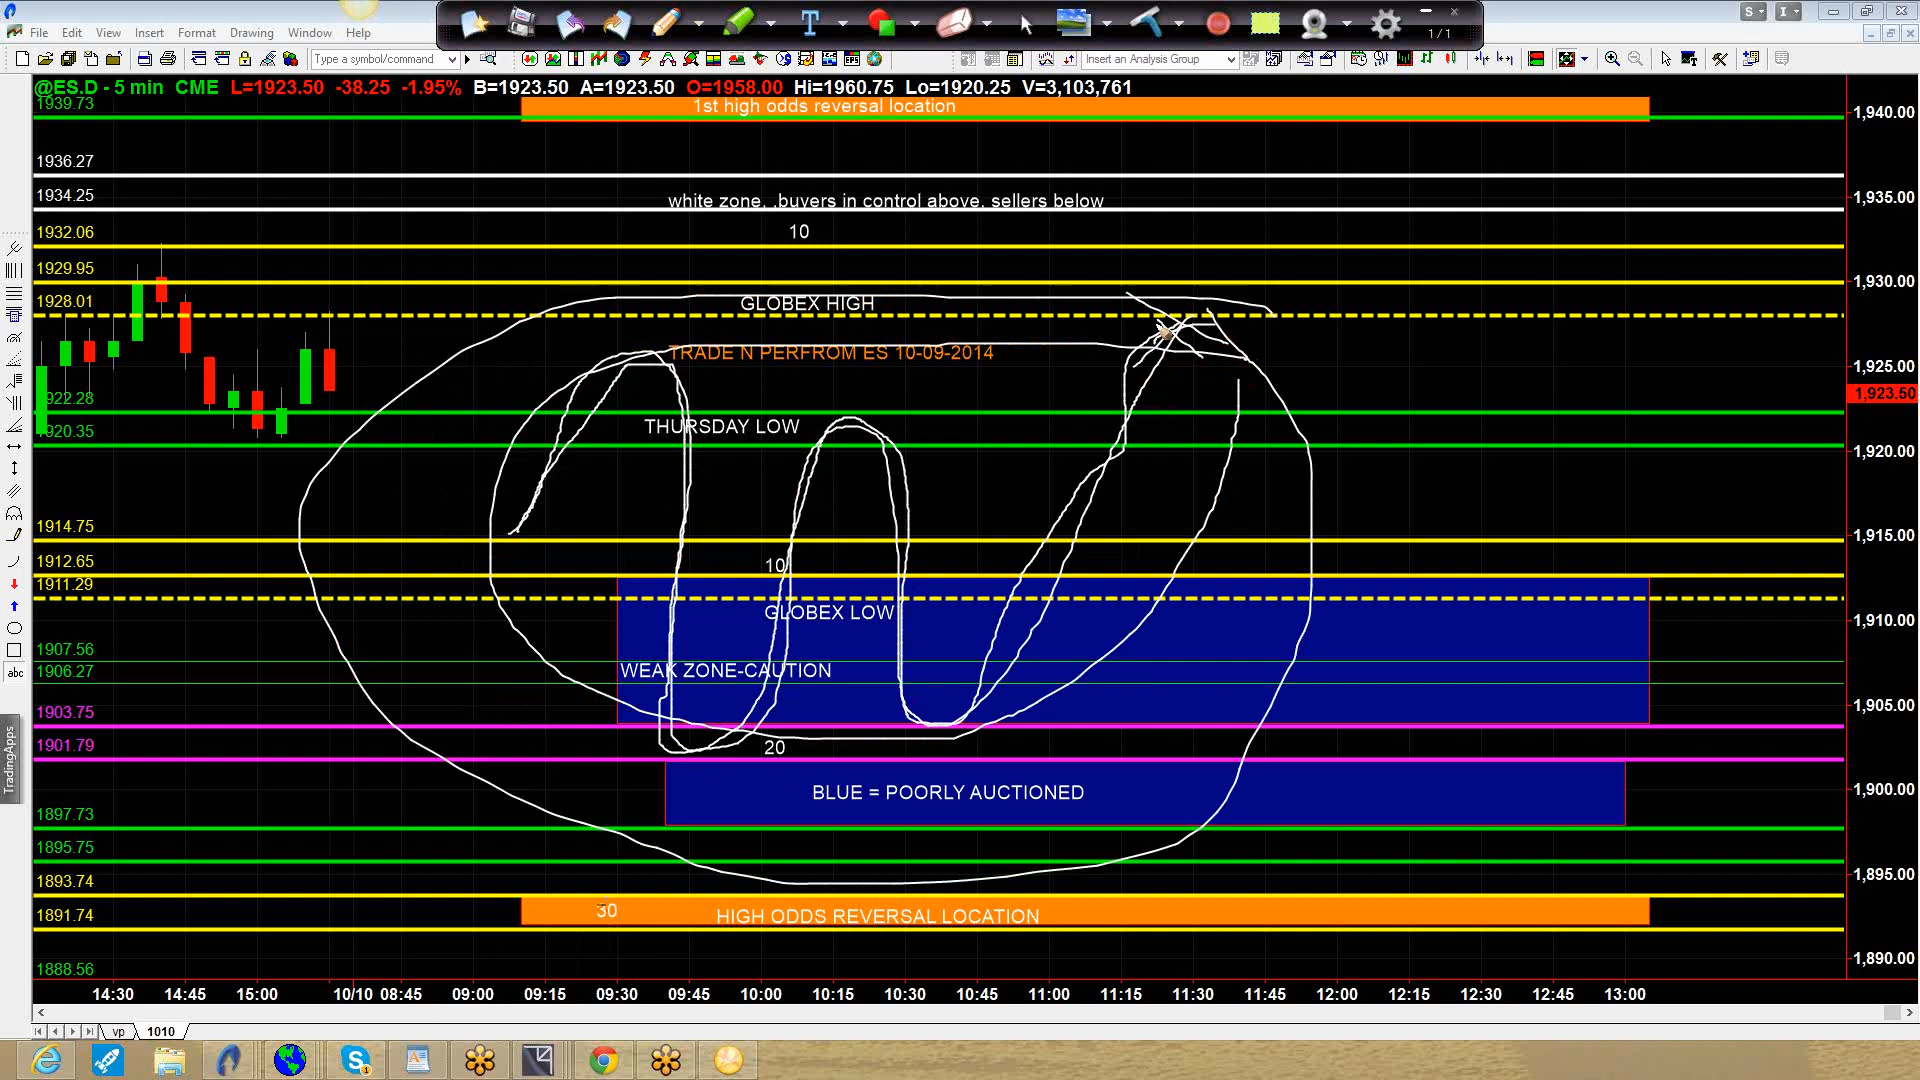 File Edit View Insert Format Drawing Window Help
1/1
S I
Type a symbol/command
Insert an Analysis Group
@ES.D - 5 min CME L=1923.50 -38.25 -1.95% B=1923.50 A=1923.50 O=1958.00 Hi=1960.75 Lo=1920.25 V=3,103,761
1939.73
1st high odds reversal location
1,940.00
1936.27
1934.25
white zone, .buyers in control above. sellers below
1,935.00
1932.06
10
1929.95
1,930.00
1928.01
GLOBEX HIGH
TRADE N PERFROM ES 10-09-2014
1,925.00
1922.28
1,923.50
THURSDAY LOW
1920.35
1,920.00
1914.75
1,915.00
1912.65
10
1911.29
GLOBEX LOW
1,910.00
1907.56
1906.27
WEAK ZONE-CAUTION
1903.75
1,905.00
1901.79
20
BLUE = POORLY AUCTIONED
1,900.00
1897.73
1895.75
1,895.00
1893.74
1891.74
30
HIGH ODDS REVERSAL LOCATION
1888.56
1,890.00
14:30 14:45 15:00 10/10 08:45 09:00 09:15 09:30 09:45 10:00 10:15 10:30 10:45 11:00 11:15 11:30 11:45 12:00 12:15 12:30 12:45 13:00
vp 1010
abc
TradingApps